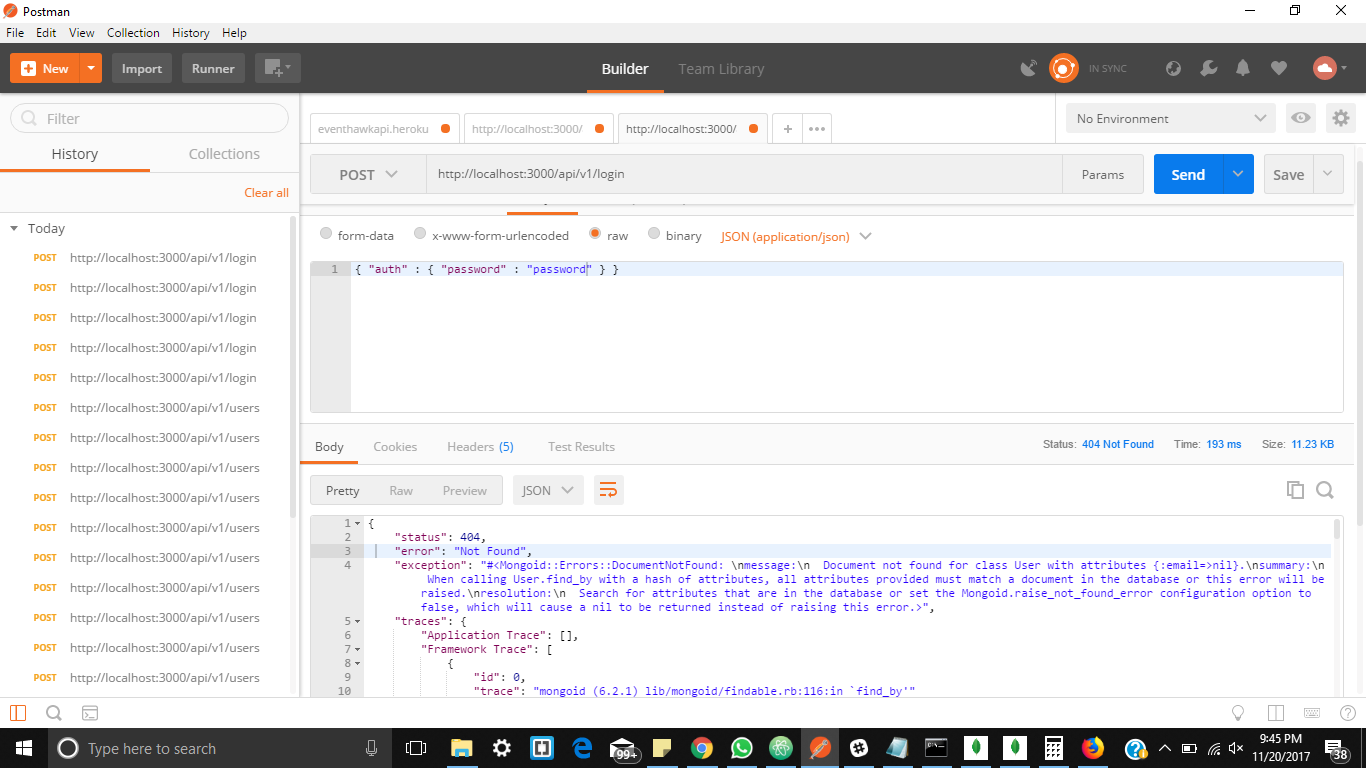 Postman
File Edit View Collection History Help
New Import Runner Builder Team Library IN SYNC
Filter
History Collections
Clear all
Today
POST http://localhost:3000/api/v1/login
POST http://localhost:3000/api/v1/login
POST http://localhost:3000/api/v1/login
POST http://localhost:3000/api/v1/login
POST http://localhost:3000/api/v1/login
POST http://localhost:3000/api/v1/users
POST http://localhost:3000/api/v1/users
POST http://localhost:3000/api/v1/users
POST http://localhost:3000/api/v1/users
POST http://localhost:3000/api/v1/users
POST http://localhost:3000/api/v1/users
POST http://localhost:3000/api/v1/users
POST http://localhost:3000/api/v1/users
POST http://localhost:3000/api/v1/users
POST http://localhost:3000/api/v1/users
eventhawkapi.heroku http://localhost:3000/ http://localhost:3000/ + ••• No Environment
POST http://localhost:3000/api/v1/login Params Send Save
form-data x-www-form-urlencoded raw binary JSON (application/json)
1 { "auth" : { "password" : "password" } }
Body Cookies Headers (5) Test Results Status: 404 Not Found Time: 193 ms Size: 11.23 KB
Pretty Raw Preview JSON
1 {
2 "status": 404,
3 "error": "Not Found",
4 "exception": "#<Mongoid::Errors::DocumentNotFound: \nmessage:\n  Document not found for class User with attributes {:email=>nil}.\nsummary:\n
When calling User.find_by with a hash of attributes, all attributes provided must match a document in the database or this error will be
raised.\nresolution:\n  Search for attributes that are in the database or set the Mongoid.raise_not_found_error configuration option to
false, which will cause a nil to be returned instead of raising this error.>",
5 "traces": {
6 "Application Trace": [],
7 "Framework Trace": [
8 {
9 "id": 0,
10 "trace": "mongoid (6.2.1) lib/mongoid/findable.rb:116:in `find_by'"
Type here to search
99+
9:45 PM
11/20/2017
38